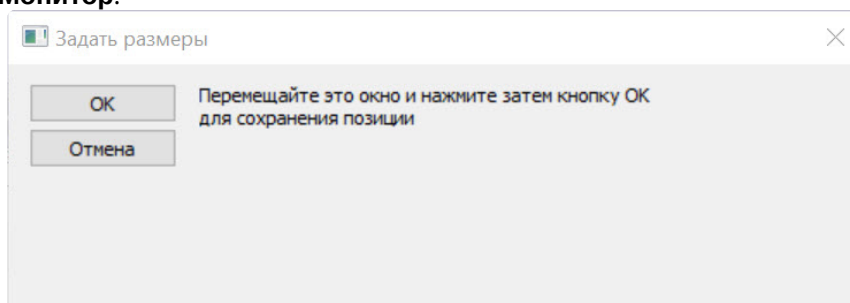 Монитор.
Задать размеры
OK
Перемещайте это окно и нажмите затем кнопку OK
для сохранения позиции
Отмена